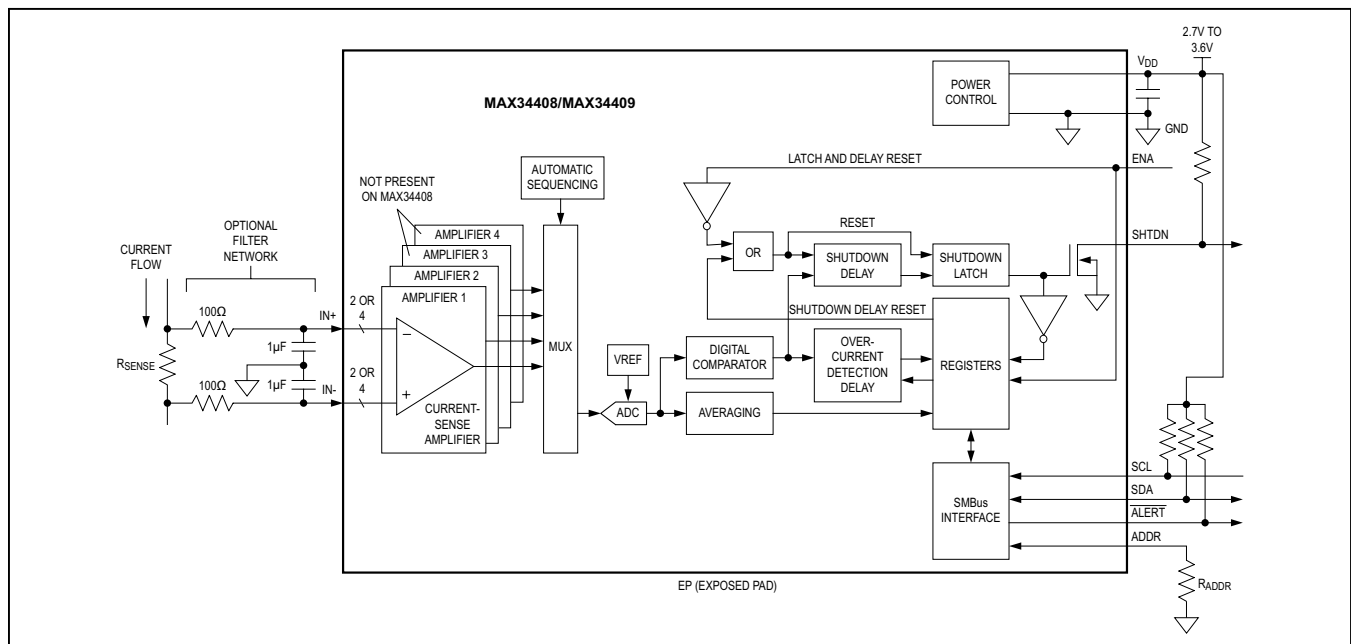 2.7V TO
3.6V
VDD
POWER
CONTROL
GND
MAX34408/MAX34409
LATCH AND DELAY RESET
ENA
AUTOMATIC
SEQUENCING
NOT PRESENT
ON MAX34408
OPTIONAL
FILTER
NETWORK
CURRENT
FLOW
AMPLIFIER 4
AMPLIFIER 3
AMPLIFIER 2
AMPLIFIER 1
RESET
SHTDN
OR
SHUTDOWN
DELAY
SHUTDOWN
LATCH
100Ω
IN+
2 OR
4
−
1µF
RSENSE
1µF
100Ω
IN-
2 OR
4
+
CURRENT-
SENSE
AMPLIFIER
MUX
SHUTDOWN DELAY RESET
VREF
DIGITAL
COMPARATOR
OVER-
CURRENT
DETECTION
DELAY
REGISTERS
ADC
AVERAGING
SCL
SDA
SMBus
INTERFACE
ALERT
ADDR
RADDR
EP (EXPOSED PAD)